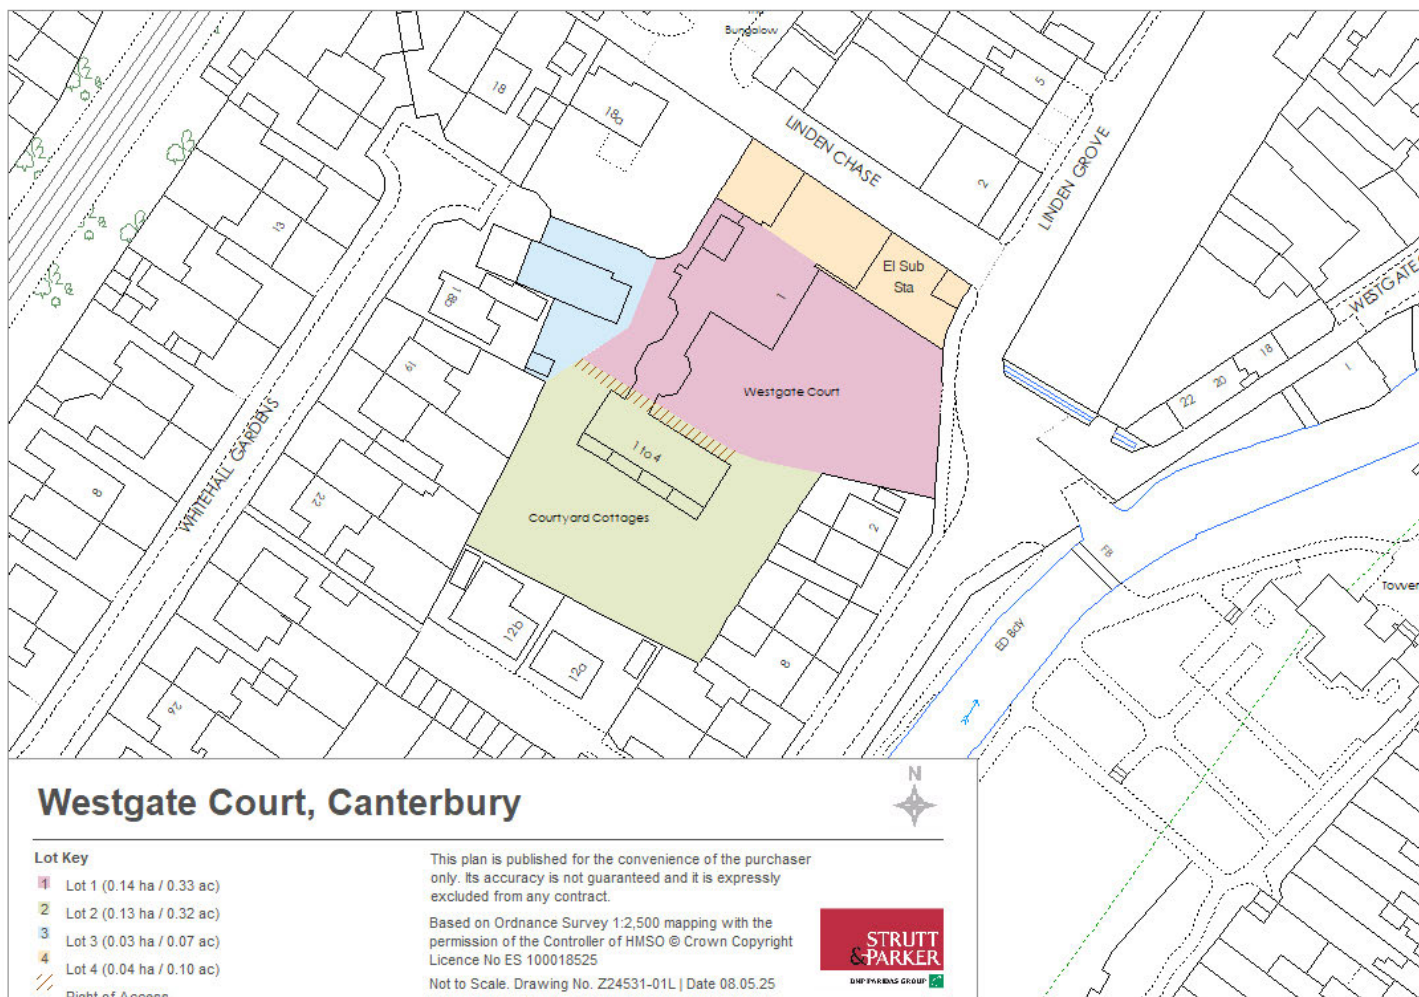 Bungalow
18
18a
5
LINDEN CHASE
2
LINDEN GROVE
13
El Sub
Sta
WESTGATE
18b
1
19
Westgate Court
18
20
22
1
1 to 4
WHITEHALL GARDENS
8
22
Courtyard Cottages
2
FB
Tower
ED Bdy
12b
12a
8
26
Westgate Court, Canterbury
N
Lot Key
1 Lot 1 (0.14 ha / 0.33 ac)
2 Lot 2 (0.13 ha / 0.32 ac)
3 Lot 3 (0.03 ha / 0.07 ac)
4 Lot 4 (0.04 ha / 0.10 ac)
Right of Access
This plan is published for the convenience of the purchaser
only. Its accuracy is not guaranteed and it is expressly
excluded from any contract.
Based on Ordnance Survey 1:2,500 mapping with the
permission of the Controller of HMSO © Crown Copyright
Licence No ES 100018525
Not to Scale. Drawing No. Z24531-01L | Date 08.05.25
STRUTT
&PARKER
BNP PARIBAS GROUP